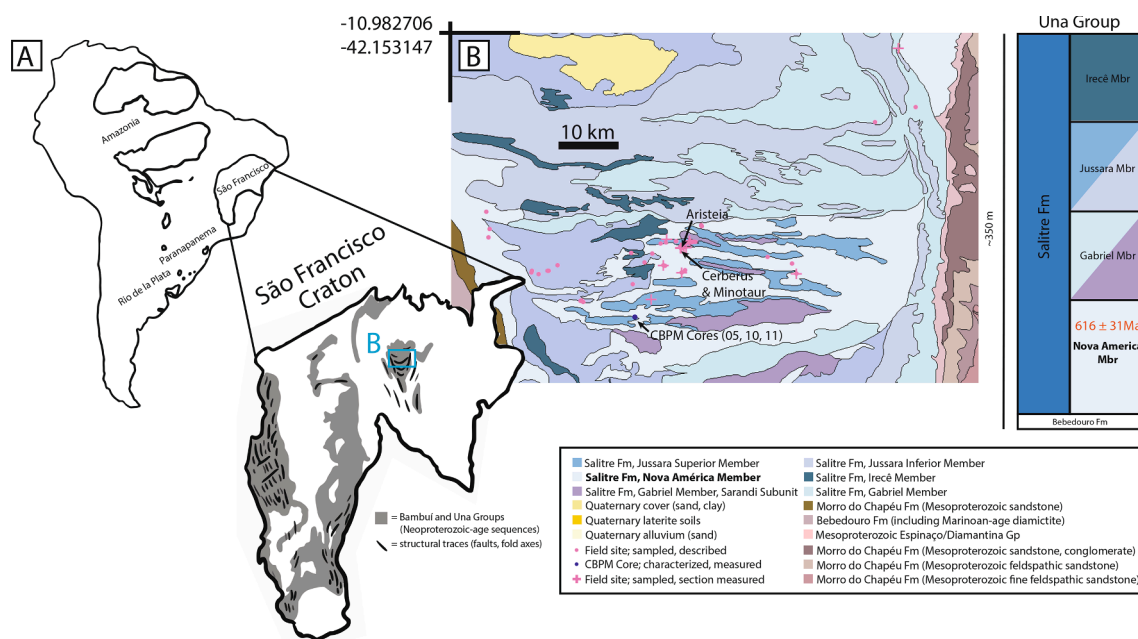 -10.982706
-42.153147
A
Amazonia
São Francisco
Paranapanema
Rio de la Plata
São Francisco
Craton
B
= Bambuí and Una Groups
(Neoproterozoic-age sequences)
= structural traces (faults, fold axes)
B
10 km
Aristeia
Cerberus
& Minotaur
CBPM Cores (05, 10, 11)
Una Group
~350 m
Salitre Fm
Irecê Mbr
Jussara Mbr
Gabriel Mbr
616 ± 31Ma
Nova America
Mbr
Bebedouro Fm
Salitre Fm, Jussara Superior Member
Salitre Fm, Nova América Member
Salitre Fm, Gabriel Member, Sarandi Subunit
Quaternary cover (sand, clay)
Quaternary laterite soils
Quaternary alluvium (sand)
Field site; sampled, described
CBPM Core; characterized, measured
Field site; sampled, section measured
Salitre Fm, Jussara Inferior Member
Salitre Fm, Irecê Member
Salitre Fm, Gabriel Member
Morro do Chapéu Fm (Mesoproterozoic sandstone)
Bebedouro Fm (including Marinoan-age diamictite)
Mesoproterozoic Espinaço/Diamantina Gp
Morro do Chapéu Fm (Mesoproterozoic sandstone, conglomerate)
Morro do Chapéu Fm (Mesoproterozoic feldspathic sandstone)
Morro do Chapéu Fm (Mesoproterozoic fine feldspathic sandstone)